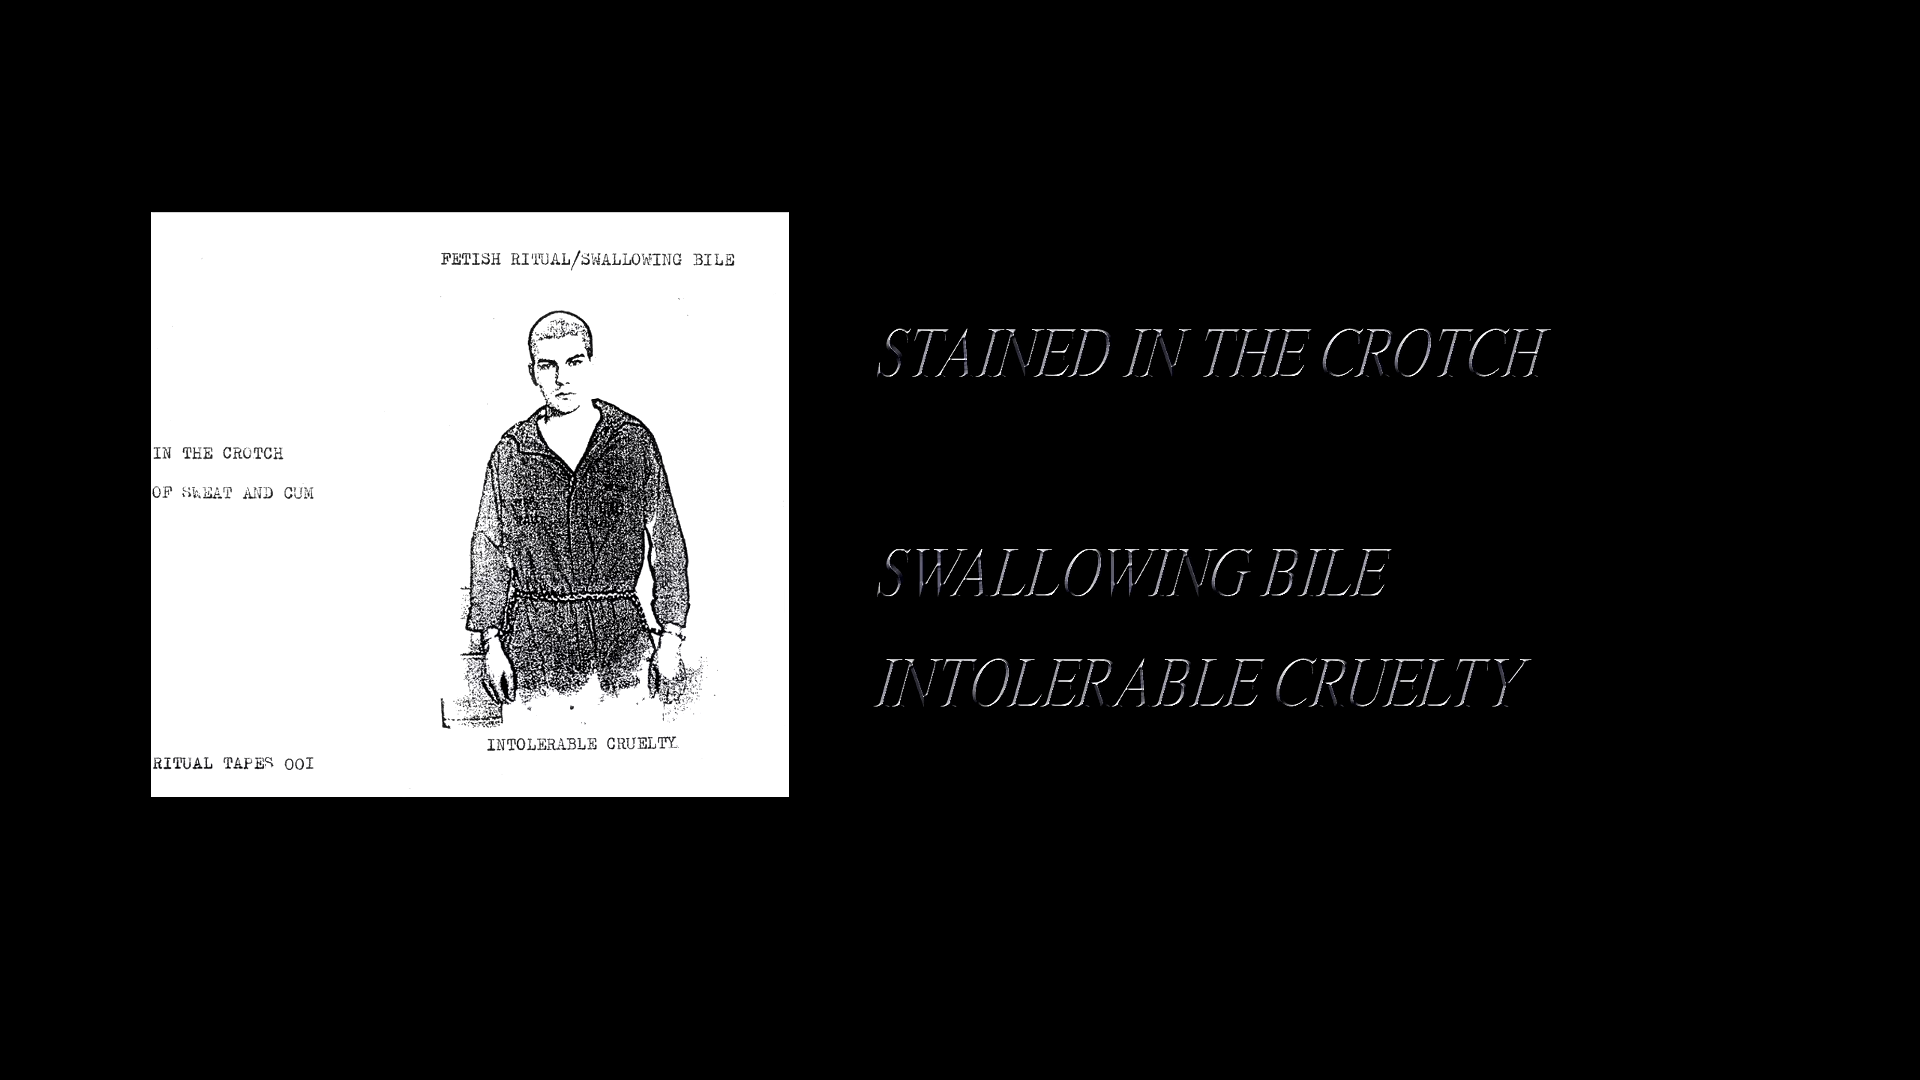 FETISH RITUAL/SWALLOWING BILE
IN THE CROTCH
OF SWEAT AND CUM
INTOLERABLE CRUELTY
RITUAL TAPES 001
STAINED IN THE CROTCH
SWALLOWING BILE
INTOLERABLE CRUELTY